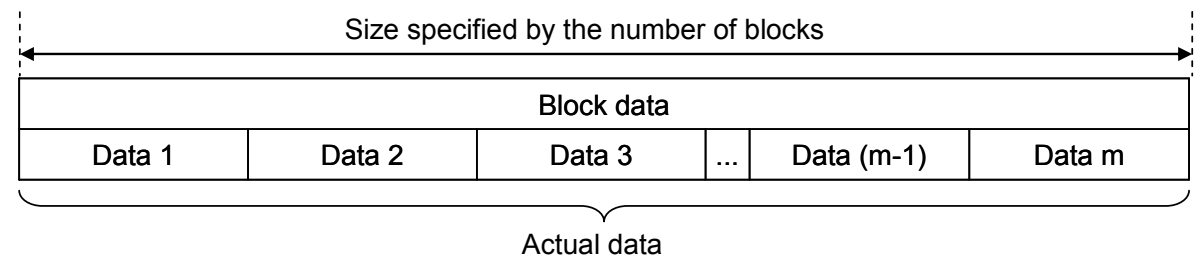 Size specified by the number of blocks
Block data
Data 1 Data 2 Data 3 ... Data (m-1) Data m
Actual data